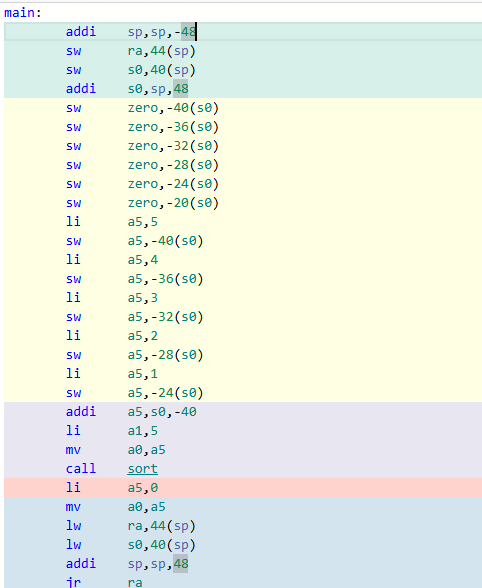 main:
addi sp,sp,-48
sw ra,44(sp)
sw s0,40(sp)
addi s0,sp,48
sw zero,-40(s0)
sw zero,-36(s0)
sw zero,-32(s0)
sw zero,-28(s0)
sw zero,-24(s0)
sw zero,-20(s0)
li a5,5
sw a5,-40(s0)
li a5,4
sw a5,-36(s0)
li a5,3
sw a5,-32(s0)
li a5,2
sw a5,-28(s0)
li a5,1
sw a5,-24(s0)
addi a5,s0,-40
li a1,5
mv a0,a5
call sort
li a5,0
mv a0,a5
lw ra,44(sp)
lw s0,40(sp)
addi sp,sp,48
jr ra